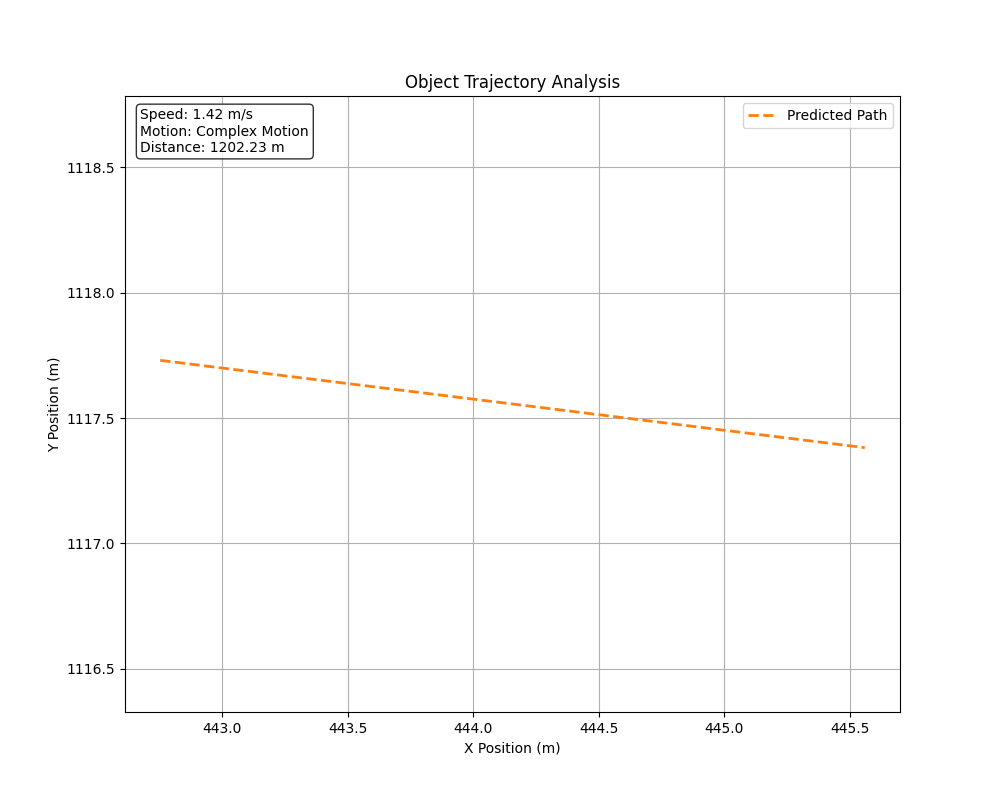 Object Trajectory Analysis
Speed: 1.42 m/s
Motion: Complex Motion
Distance: 1202.23 m
Predicted Path
1118.5
1118.0
1117.5
1117.0
1116.5
Y Position (m)
443.0 443.5 444.0 444.5 445.0 445.5
X Position (m)